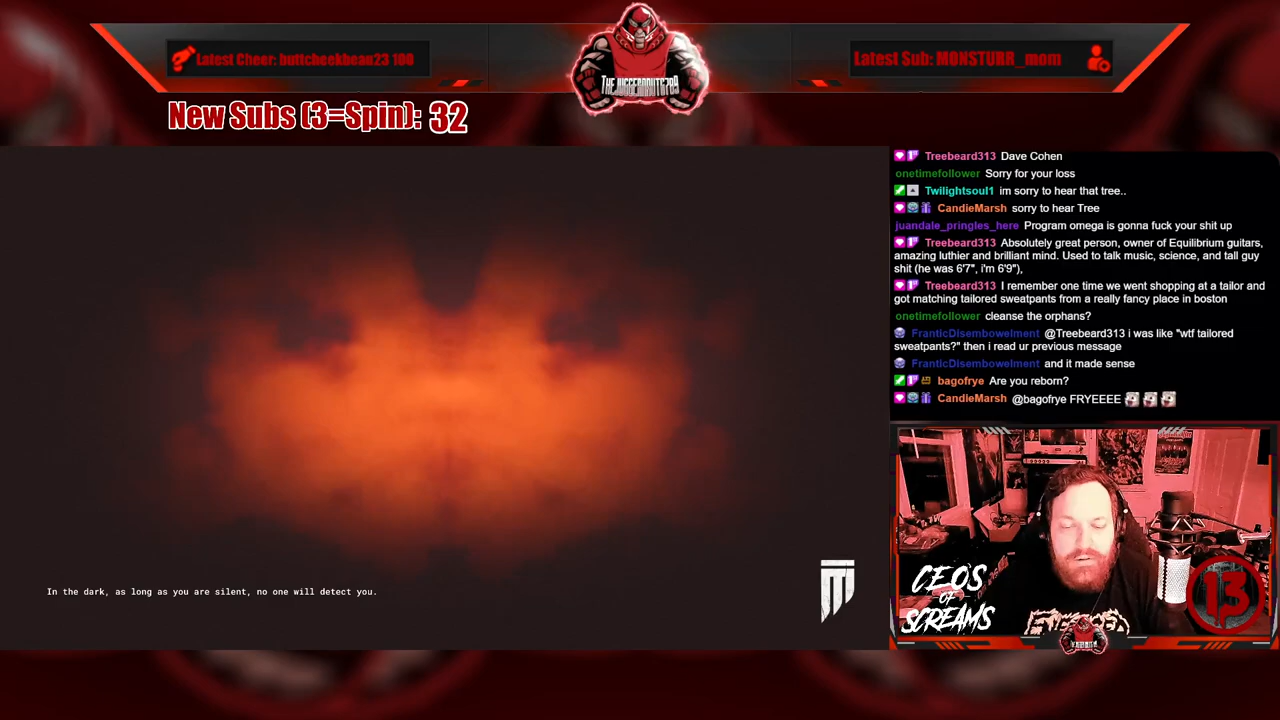 Latest Cheer: buttcheekbeau23 100
THEJUGGERNAUT6789
Latest Sub: MONSTURR_mom
New Subs (3=Spin): 32
Treebeard313 Dave Cohen
onetimefollower Sorry for your loss
Twilightsoul1 im sorry to hear that tree..
CandieMarsh sorry to hear Tree
juandale_pringles_here Program omega is gonna fuck your shit up
Treebeard313 Absolutely great person, owner of Equilibrium guitars,
amazing luthier and brilliant mind. Used to talk music, science, and tall guy
shit (he was 6'7", i'm 6'9"),
Treebeard313 I remember one time we went shopping at a tailor and
got matching tailored sweatpants from a really fancy place in boston
onetimefollower cleanse the orphans?
FranticDIsembowelment @Treebeard313 i was like "wtf tailored
sweatpants?" then i read ur previous message
FranticDIsembowelment and it made sense
bagofrye Are you reborn?
CandieMarsh @bagofrye FRYEEEE
In the dark, as long as you are silent, no one will detect you.
CEO'S
OF
SCREAMS
13